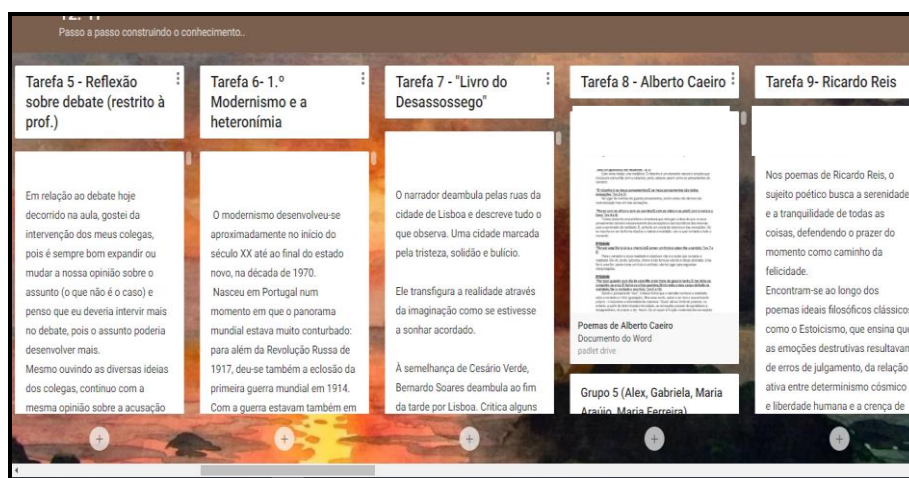 12.
Passo a passo construindo o conhecimento..
Tarefa 5 - Reflexão
sobre debate (restrito à
prof.)
Em relação ao debate hoje
decorrido na aula, gostei da
intervenção dos meus colegas,
pois é sempre bom expandir ou
mudar a nossa opinião sobre o
assunto (o que não é o caso) e
penso que eu deveria intervir mais
no debate, pois o assunto poderia
desenvolver mais.
Mesmo ouvindo as diversas ideias
dos colegas, continuo com a
mesma opinião sobre a acusação
Tarefa 6- 1.º
Modernismo e a
heteronímia
O modernismo desenvolveu-se
aproximadamente no início do
século XX até ao final do estado
novo, na década de 1970.
Nasceu em Portugal num
momento em que o panorama
mundial estava muito conturbado:
para além da Revolução Russa de
1917, deu-se também a eclosão da
primeira guerra mundial em 1914.
Com a guerra estavam também em
Tarefa 7 - "Livro do
Desassossego"
O narrador deambula pelas ruas da
cidade de Lisboa e descreve tudo o
que observa. Uma cidade marcada
pela tristeza, solidão e bulício.
Ele transfigura a realidade através
da imaginação como se estivesse
a sonhar acordado.
À semelhança de Cesário Verde,
Bernardo Soares deambula ao fim
da tarde por Lisboa. Critica alguns
Tarefa 8 - Alberto Caeiro
Poemas de Alberto Caeiro
Documento do Word
padlet drive
Grupo 5 (Alex, Gabriela, Maria
Araújo, Maria Ferreira)
Tarefa 9- Ricardo Reis
Nos poemas de Ricardo Reis, o
sujeito poético busca a serenidade
e a tranquilidade de todas as
coisas, defendendo o prazer do
momento como caminho da
felicidade.
Encontram-se ao longo dos
poemas ideais filosóficos clássicos
como o Estoicismo, que ensina que
as emoções destrutivas resultavam
de erros de julgamento, da relação
ativa entre determinismo cósmico
e liberdade humana e a crença de